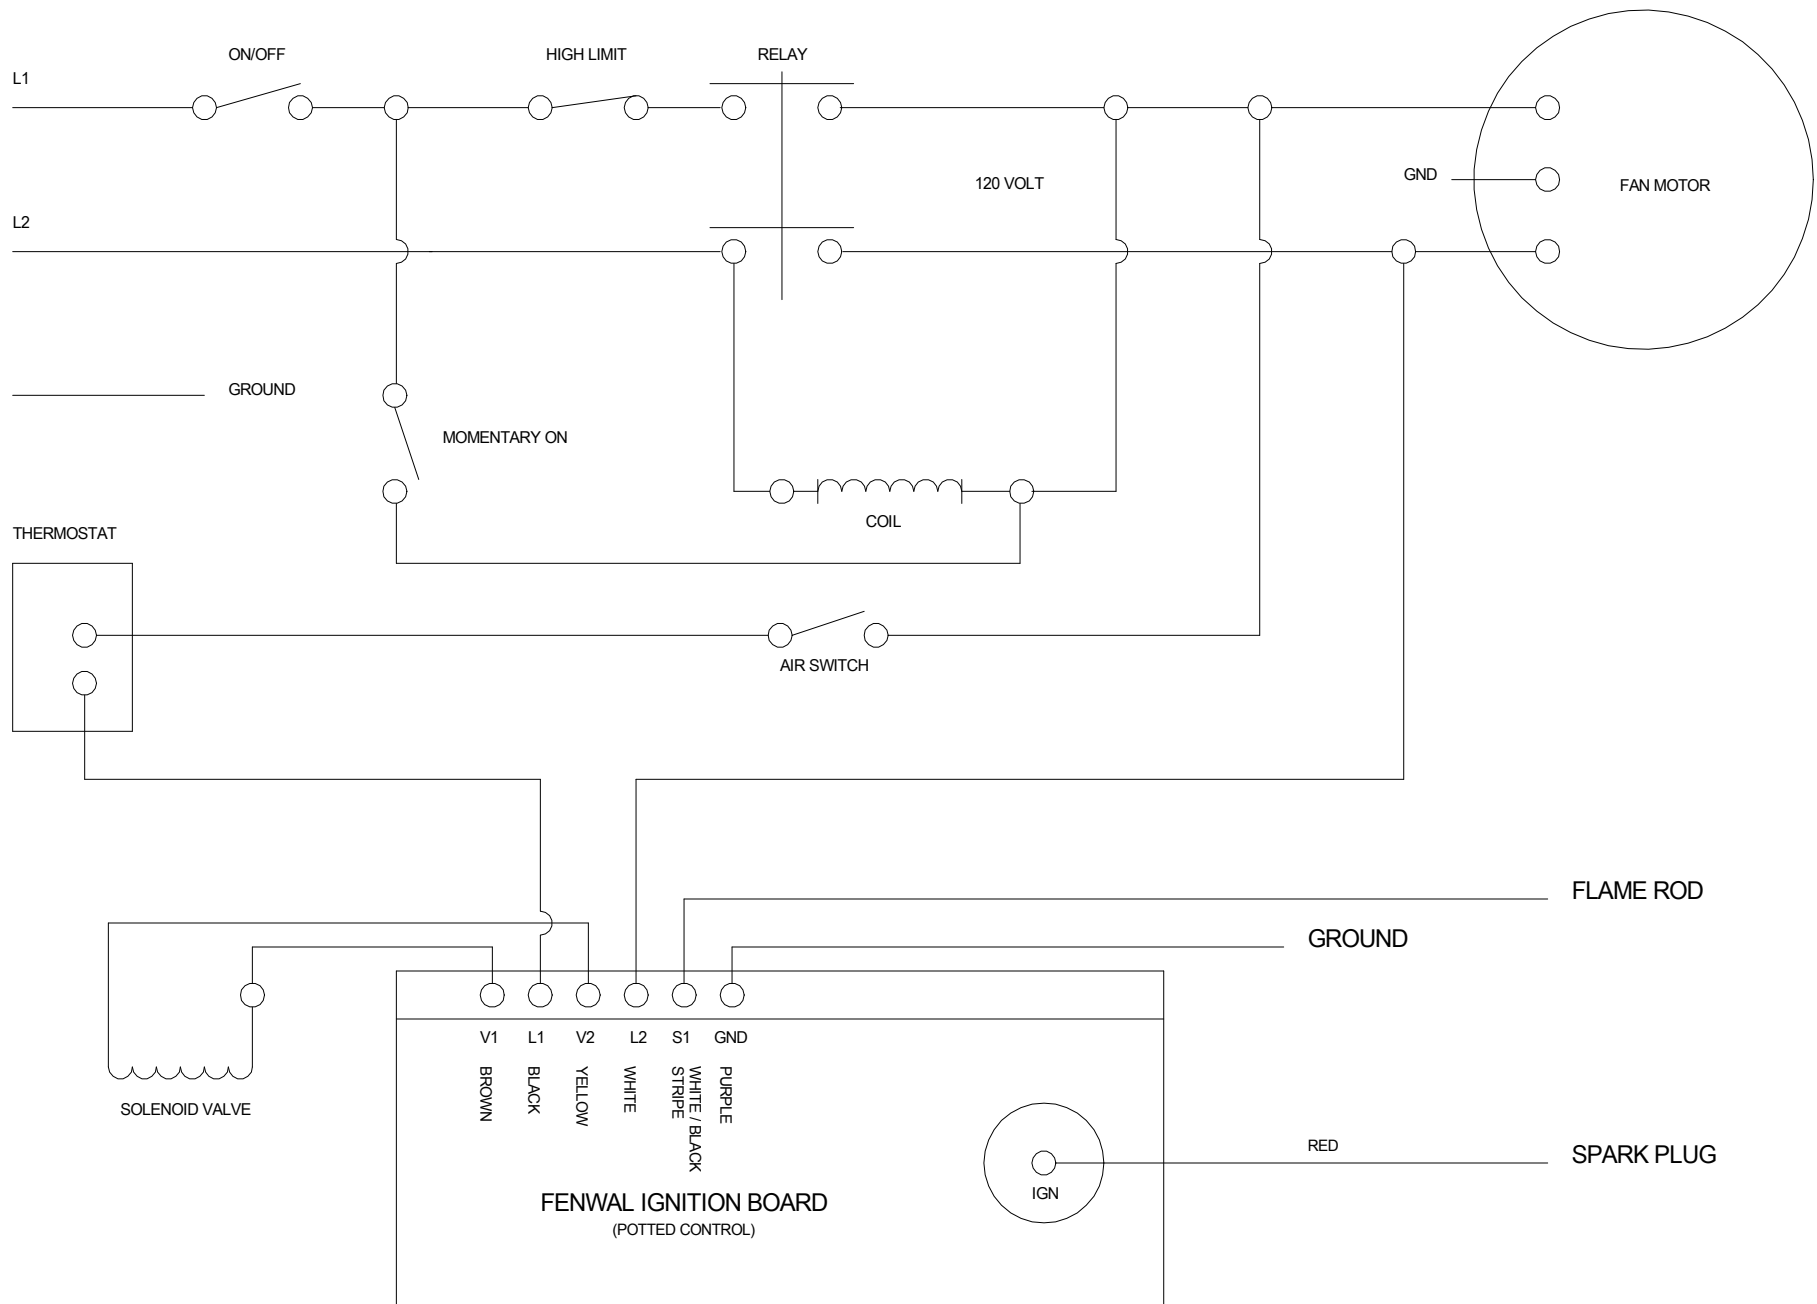 ON/OFF
HIGH LIMIT
RELAY
L1
120 VOLT
GND
FAN MOTOR
L2
GROUND
MOMENTARY ON
COIL
THERMOSTAT
AIR SWITCH
FLAME ROD
GROUND
V1
L1
V2
L2
S1
GND
BROWN
BLACK
YELLOW
WHITE
WHITE / BLACK
STRIPE
PURPLE
SOLENOID VALVE
RED
SPARK PLUG
IGN
FENWAL IGNITION BOARD
(POTTED CONTROL)